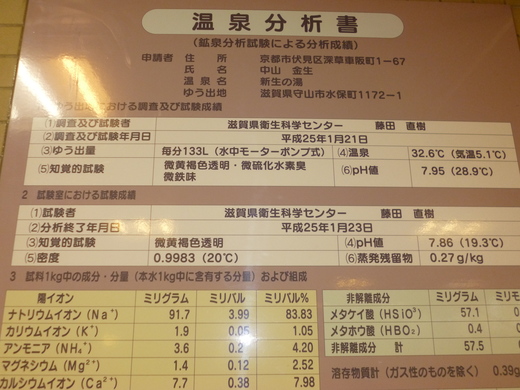 温泉分析書
(鉱泉分析試験による分析成績)
申請者 住 所 京都市伏見区深草車阪町1−67
氏 名 中山 金生
温 泉 名 新生の湯
ゆう出地 滋賀県守山市水保町1172−1
ゆう出地における調査及び試験成績
(1)調査及び試験者 滋賀県衛生科学センター 藤田 直樹
(2)調査及び試験年月日 平成25年1月21日
(3)ゆう出量 毎分133L(水中モーターポンプ式) (4)温泉 32.6℃(気温5.1℃)
(5)知覚的試験 微黄褐色透明・微硫化水素臭 微鉄味 (6)pH値 7.95(28.9℃)
2 試験室における試験成績
(1)試験者 滋賀県衛生科学センター 藤田 直樹
(2)分析終了年月日 平成25年1月23日
(3)知覚的試験 微黄褐色透明 (4)pH値 7.86(19.3℃)
(5)密度 0.9983(20℃) (6)蒸発残留物 0.27g/kg
3 試料1kg中の成分・分量(本水1kg中に含有する分量)および組成
陽イオン ミリグラム ミリバル ミリバル% 非解離成分 ミリグラム ミリモ
ナトリウムイオン(Na⁺) 91.7 3.99 83.83 メタケイ酸(HSiO³) 57.1
カリウムイオン(K⁺) 1.9 0.05 1.05 メタホウ酸(HBO₂) 0.4
アンモニア(NH₄⁺) 3.6 0.2 4.20 非解離成分 計 57.5
マグネシウム(Mg²⁺) 1.4 0.12 2.52 溶存物質計(ガス性のものを除く) 0.39g
カルシウムイオン(Ca²⁺) 7.7 0.38 7.98